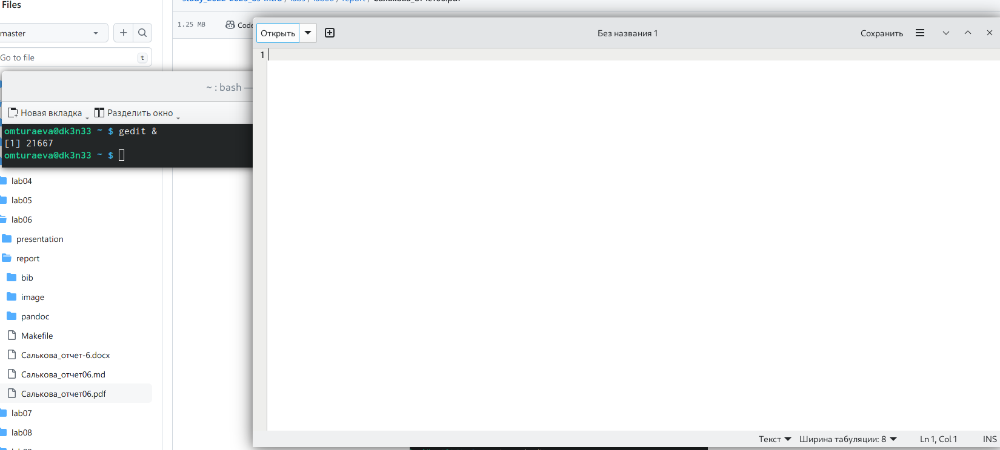 Files
study_2022-2023_os-intro / labs / lab06 / report / Салькова_отчет06.pdf
master
1.25 MB
Code
Go to file
t
Открыть
Без названия 1
Сохранить
1
~ : bash —
Новая вкладка
Разделить окно
omturaeva@dk3n33 ~ $ gedit &
[1] 21667
omturaeva@dk3n33 ~ $
lab04
lab05
lab06
presentation
report
bib
image
pandoc
Makefile
Салькова_отчет-6.docx
Салькова_отчет06.md
Салькова_отчет06.pdf
lab07
lab08
Текст
Ширина табуляции: 8
Ln 1, Col 1
INS